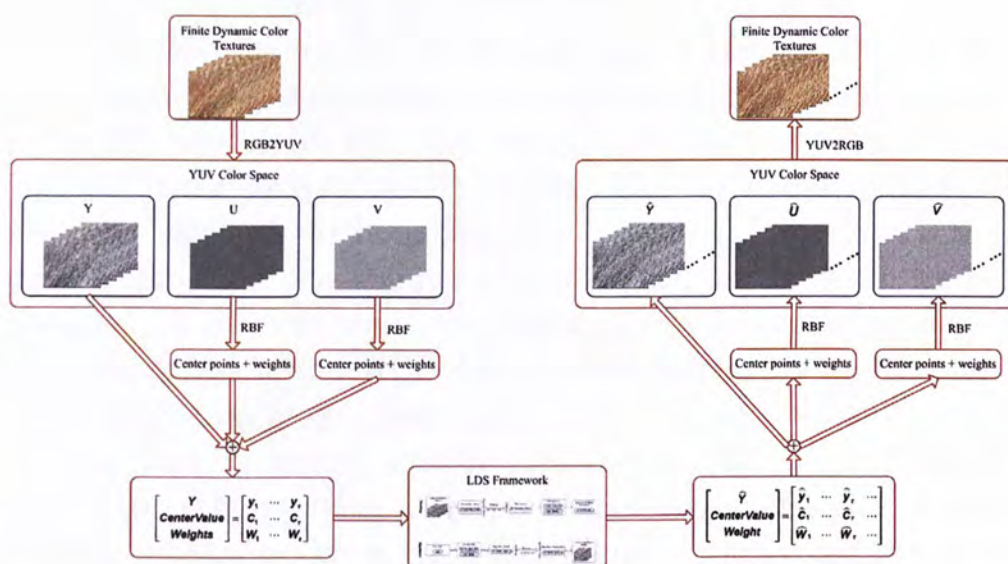 Finite Dynamic Color
Textures
RGB2YUV
YUV Color Space
Y
U
V
RBF
RBF
Center points + weights
Center points + weights
+
[Y CenterValue Weights] = [y₁ ⋯ yτ C₁ ⋯ Cτ W₁ ⋯ Wτ]
LDS Framework
Finite Dynamic Color
Textures
YUV2RGB
YUV Color Space
Ŷ
Û
V̂
RBF
RBF
Center points + weights
Center points + weights
+
[Ŷ CenterValue Weight] = [ŷ₁ ⋯ ŷτ ⋯ Ĉ₁ ⋯ Ĉτ ⋯ Ŵ₁ ⋯ Ŵτ ⋯]